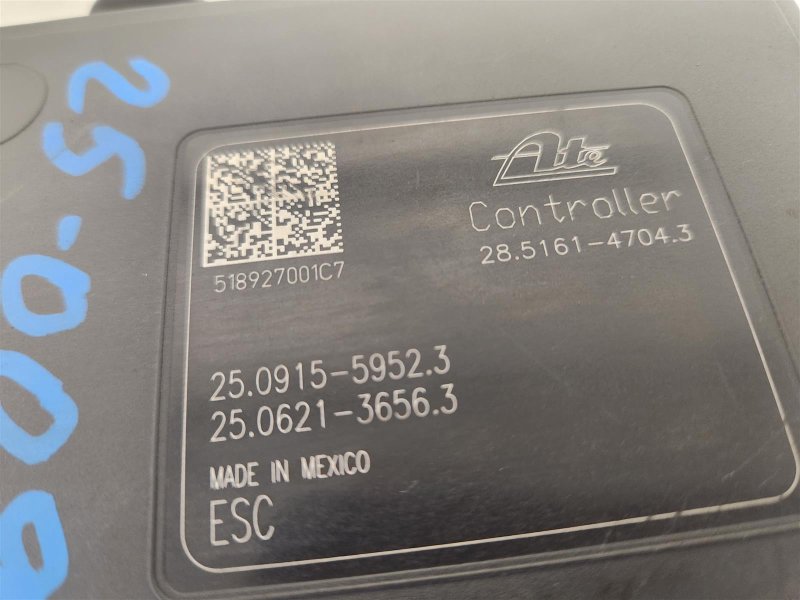 Ate
Controller
28.5161-4704.3
518927001C7
25.0915-5952.3
25.0621-3656.3
MADE IN MEXICO
ESC